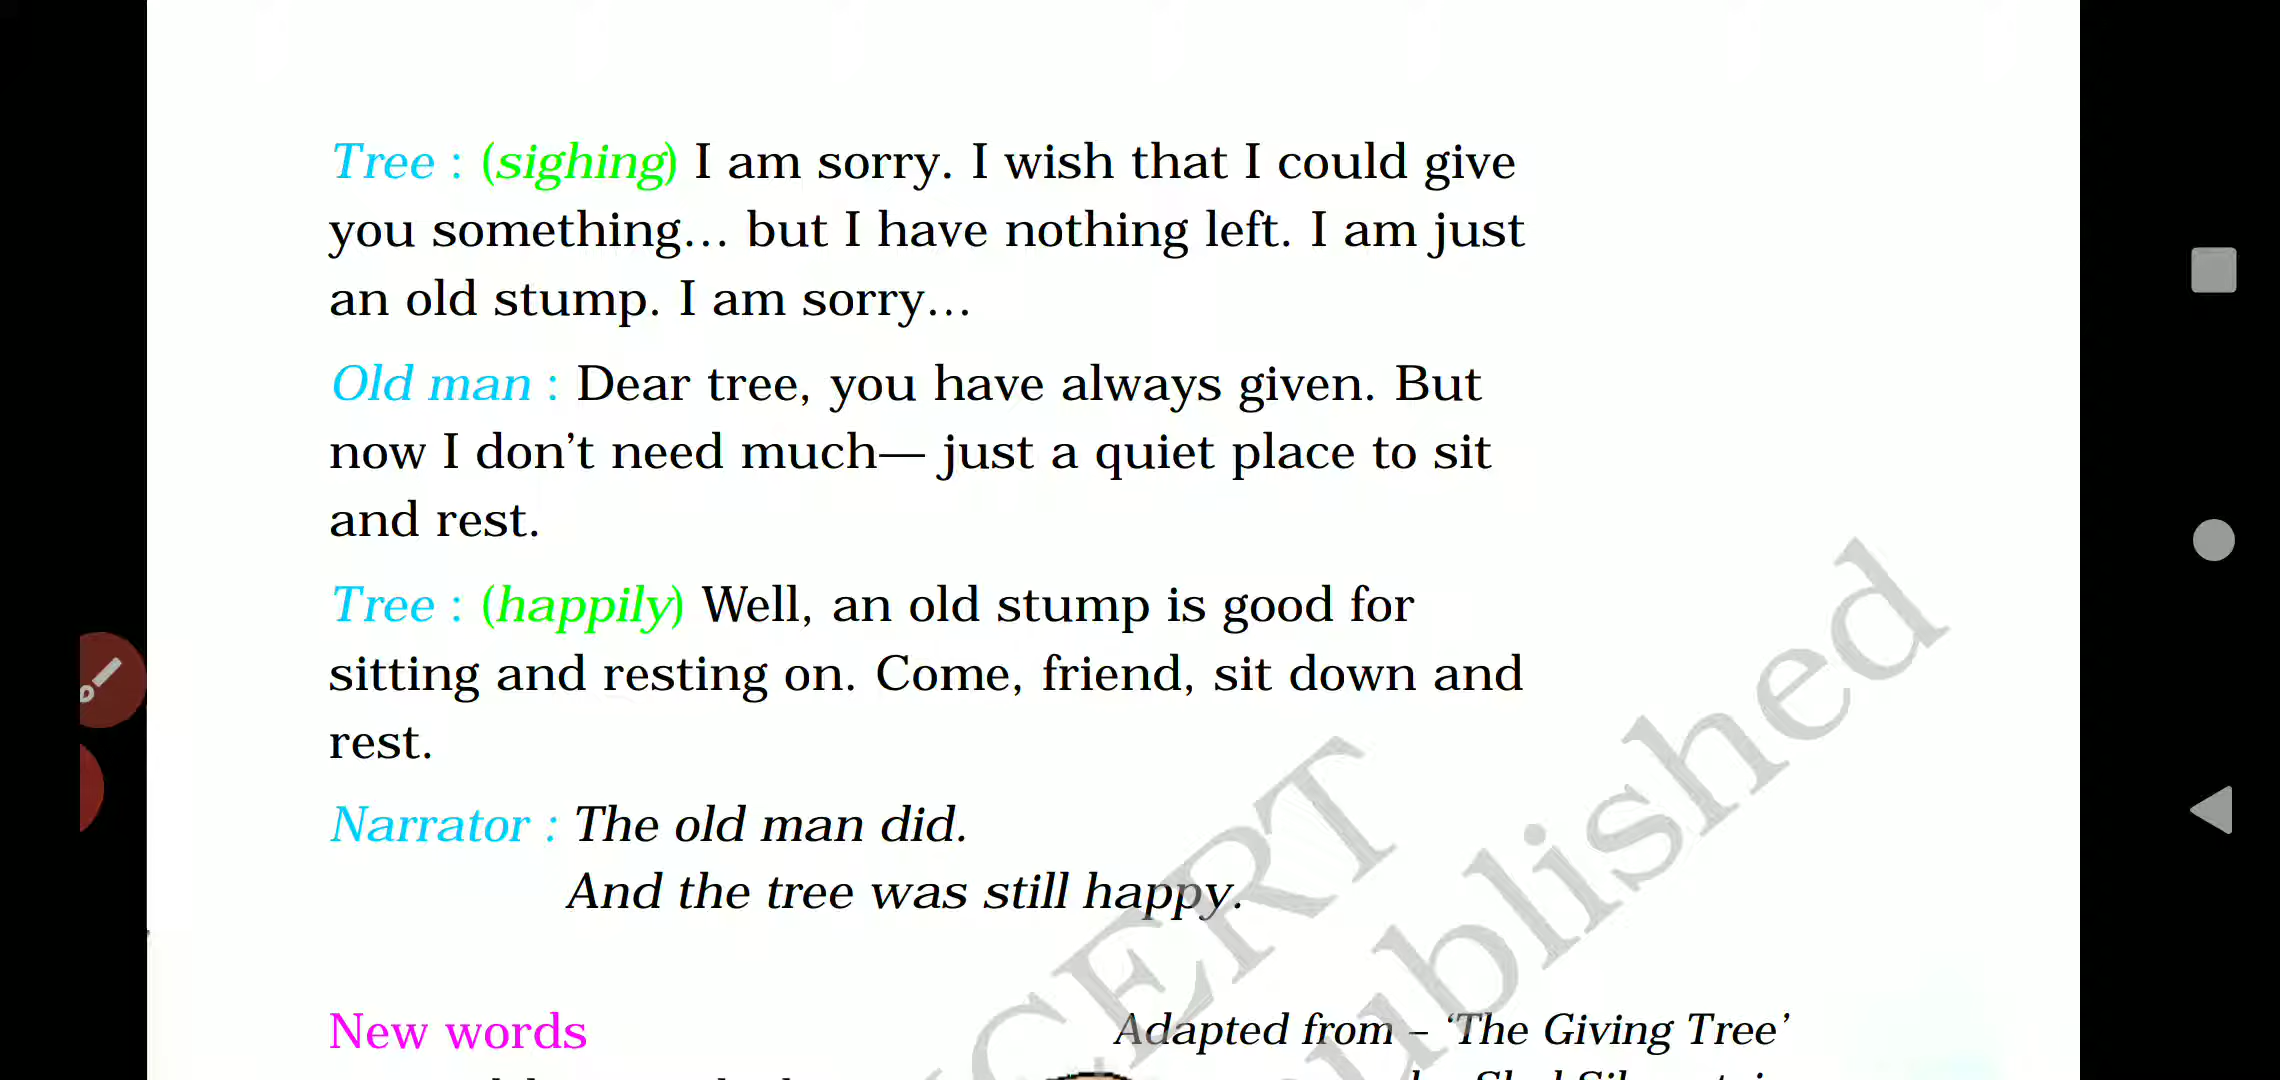 Tree : (sighing) I am sorry. I wish that I could give
you something... but I have nothing left. I am just
an old stump. I am sorry...
Old man : Dear tree, you have always given. But
now I don’t need much— just a quiet place to sit
and rest.
Tree : (happily) Well, an old stump is good for
sitting and resting on. Come, friend, sit down and
rest.
Narrator : The old man did.
And the tree was still happy.
New words
Adapted from – ‘The Giving Tree’